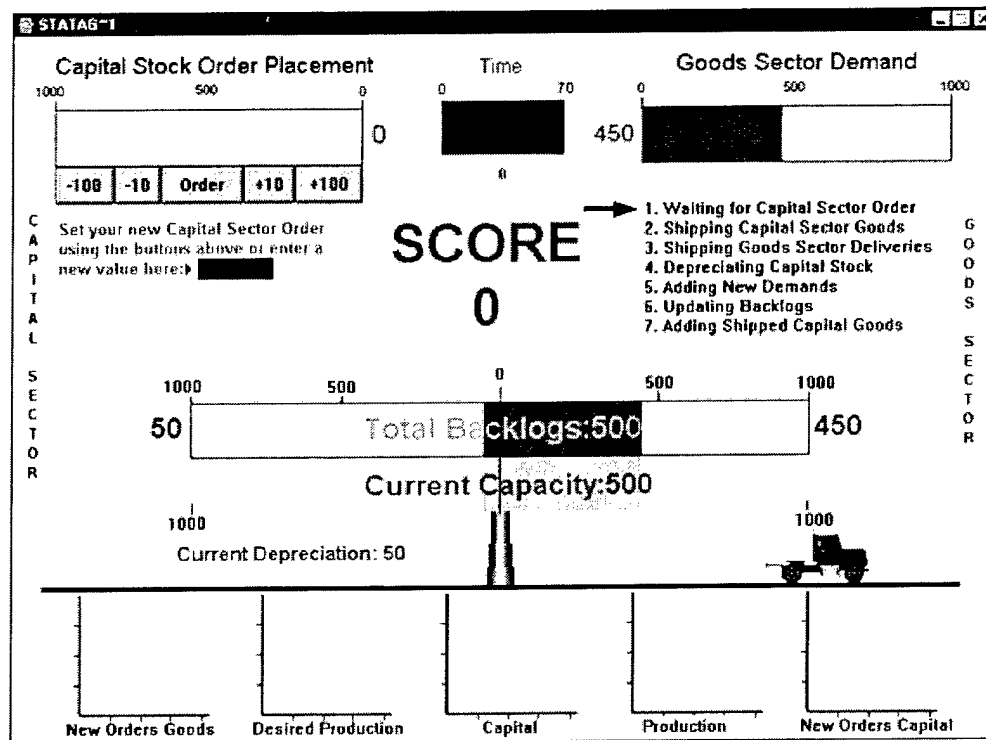 STATAG~1
Capital Stock Order Placement
1000 500 0
0
-100 -10 Order +10 +100
Set your new Capital Sector Order
using the buttons above or enter a
new value here:
Time
0 70
0
Goods Sector Demand
0 500 1000
450
CAPITAL SECTOR
SCORE
0
1. Waiting for Capital Sector Order
2. Shipping Capital Sector Goods
3. Shipping Goods Sector Deliveries
4. Depreciating Capital Stock
5. Adding New Demands
6. Updating Backlogs
7. Adding Shipped Capital Goods
GOODS SECTOR
1000 500 0 500 1000
50 Total Backlogs:500 450
Current Capacity:500
1000 1000
Current Depreciation: 50
New Orders Goods Desired Production Capital Production New Orders Capital